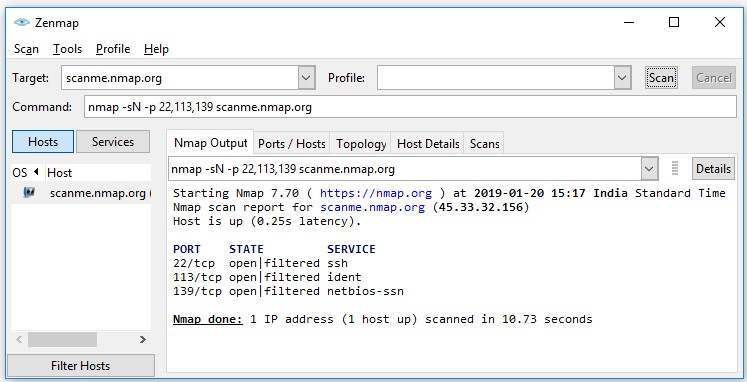 Zenmap
Scan Tools Profile Help
Target: scanme.nmap.org Profile: Scan Cancel
Command: nmap -sN -p 22,113,139 scanme.nmap.org
Hosts Services
Nmap Output Ports / Hosts Topology Host Details Scans
OS Host
scanme.nmap.org (
nmap -sN -p 22,113,139 scanme.nmap.org Details
Starting Nmap 7.70 ( https://nmap.org ) at 2019-01-20 15:17 India Standard Time
Nmap scan report for scanme.nmap.org (45.33.32.156)
Host is up (0.25s latency).
PORT STATE SERVICE
22/tcp open|filtered ssh
113/tcp open|filtered ident
139/tcp open|filtered netbios-ssn
Nmap done: 1 IP address (1 host up) scanned in 10.73 seconds
Filter Hosts